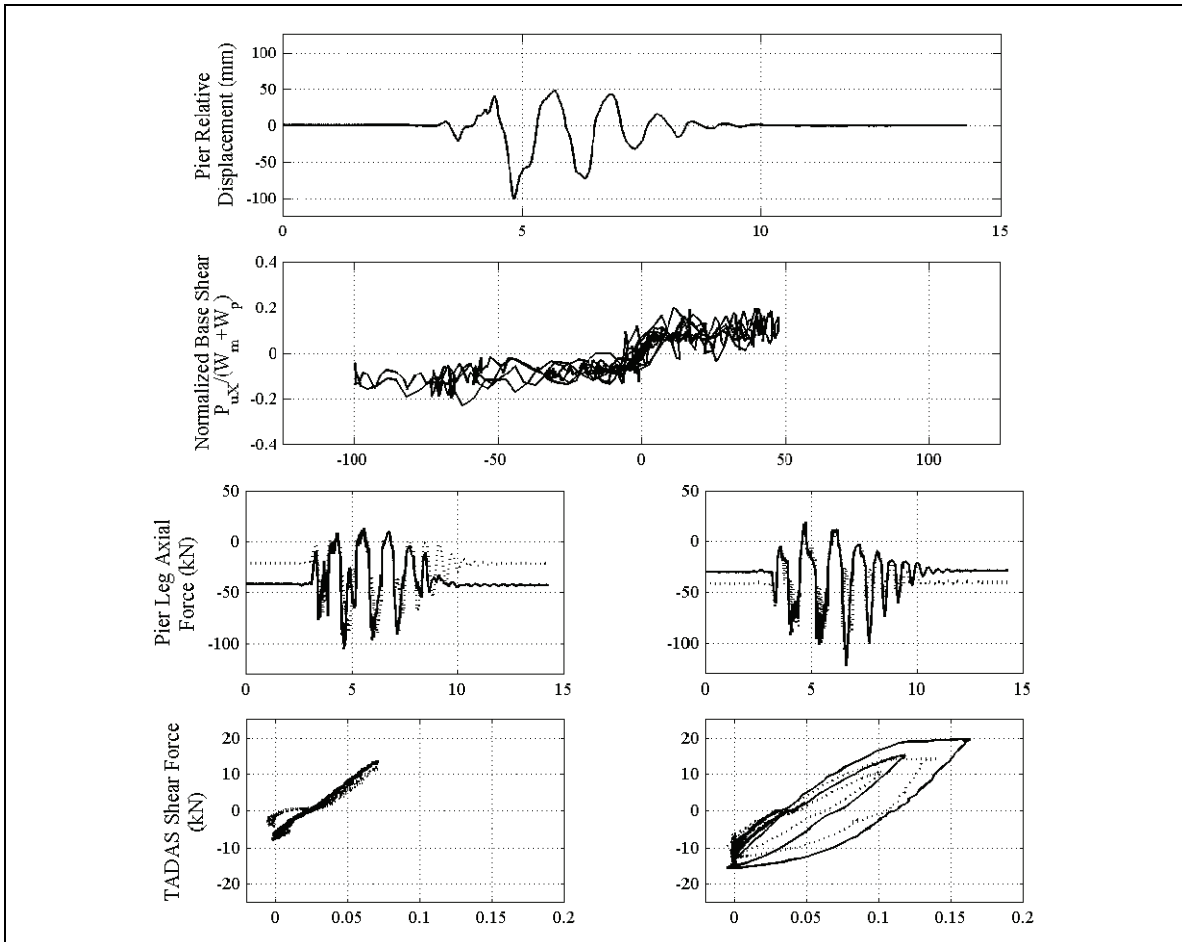 Pier Relative
Displacement (mm)
100
50
0
-50
-100
0 5 10 15
Normalized Base Shear
P_uX/(W_m+W_p)
0.4
0.2
0
-0.2
-0.4
-100 -50 0 50 100
Pier Leg Axial
Force (kN)
50
0
-50
-100
0 5 10 15
50
0
-50
-100
0 5 10 15
TADAS Shear Force
(kN)
20
10
0
-10
-20
0 0.05 0.1 0.15 0.2
20
10
0
-10
-20
0 0.05 0.1 0.15 0.2